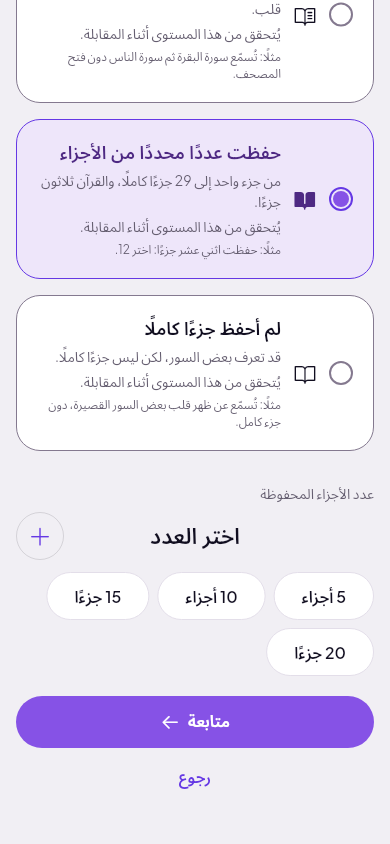 قلب.
يُتحقق من هذا المستوى أثناء المقابلة.
مثلًا: تُسمّع سورة البقرة ثم سورة الناس دون فتح
المصحف.
حفظت عددًا محددًا من الأجزاء
من جزء واحد إلى 29 جزءًا كاملًا، والقرآن ثلاثون
جزءًا.
يُتحقق من هذا المستوى أثناء المقابلة.
مثلًا: حفظت اثني عشر جزءًا: اختر 12.
لم أحفظ جزءًا كاملًا
قد تعرف بعض السور، لكن ليس جزءًا كاملًا.
يُتحقق من هذا المستوى أثناء المقابلة.
مثلًا: تُسمّع عن ظهر قلب بعض السور القصيرة، دون
جزء كامل.
عدد الأجزاء المحفوظة
اختر العدد
5 أجزاء
10 أجزاء
15 جزءًا
20 جزءًا
متابعة
رجوع